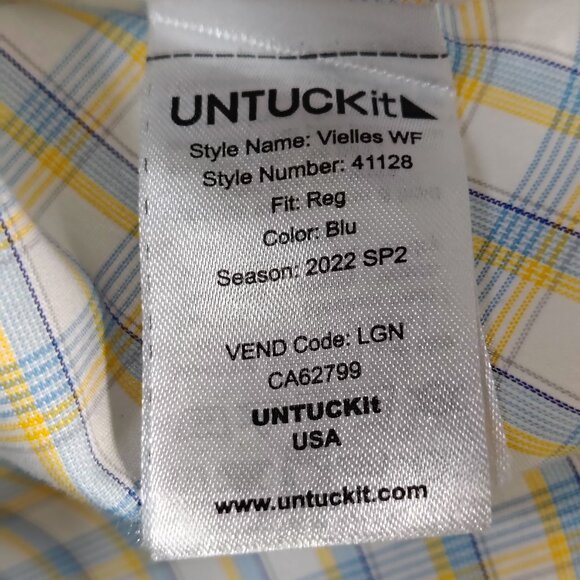 UNTUCKit
Style Name: Vielles WF
Style Number: 41128
Fit: Reg
Color: Blu
Season: 2022 SP2
VEND Code: LGN
CA62799
UNTUCKit
USA
www.untuckit.com